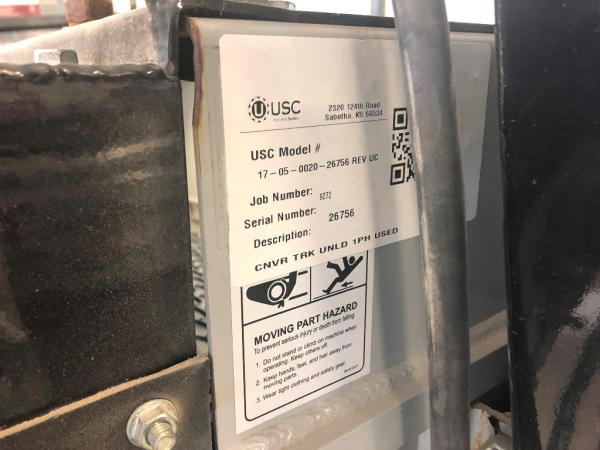 USC
2320 124th Road
Sabetha, KS 66534
USC Model #
17-05-0020-26756 REV UC
Job Number: 9272
Serial Number: 26756
Description:
CNVR TRK UNLD 1PH USED
MOVING PART HAZARD
To prevent serious injury or death from falling:
1. Do not stand or climb on machine when
operating. Keep others off.
2. Keep hands, feet, and hair away from
moving parts.
3. Wear tight clothing and safety gear.